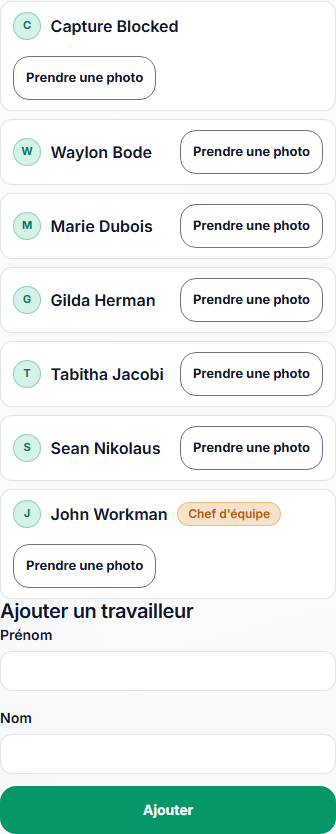 C Capture Blocked
Prendre une photo
W Waylon Bode Prendre une photo
M Marie Dubois Prendre une photo
G Gilda Herman Prendre une photo
T Tabitha Jacobi Prendre une photo
S Sean Nikolaus Prendre une photo
J John Workman Chef d'équipe
Prendre une photo
Ajouter un travailleur
Prénom
Nom
Ajouter